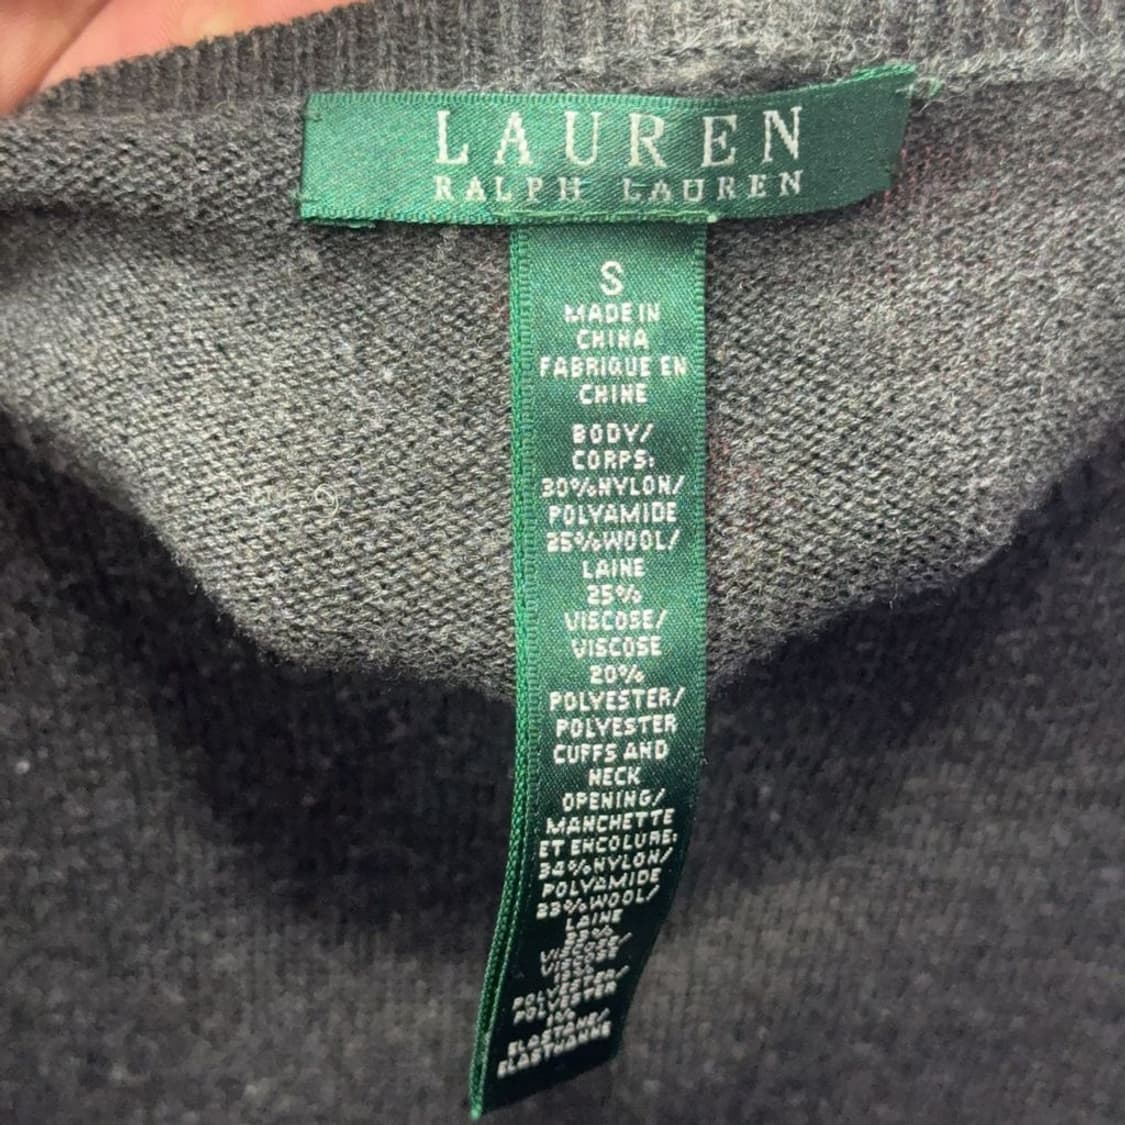 LAUREN
RALPH LAUREN
S
MADE IN
CHINA
FABRIQUE EN
CHINE
BODY/
CORPS:
30%NYLON/
POLYAMIDE
25%WOOL/
LAINE
25%
VISCOSE/
VISCOSE
20%
POLYESTER/
POLYESTER
CUFFS AND
NECK
OPENING/
MANCHETTE
ET ENCOLURE:
34%NYLON/
POLYAMIDE
23%WOOL/
LAINE
VISCOSE/
VISCOSE
POLYESTER/
POLYESTER
ELASTANE/
ELASTHANNE